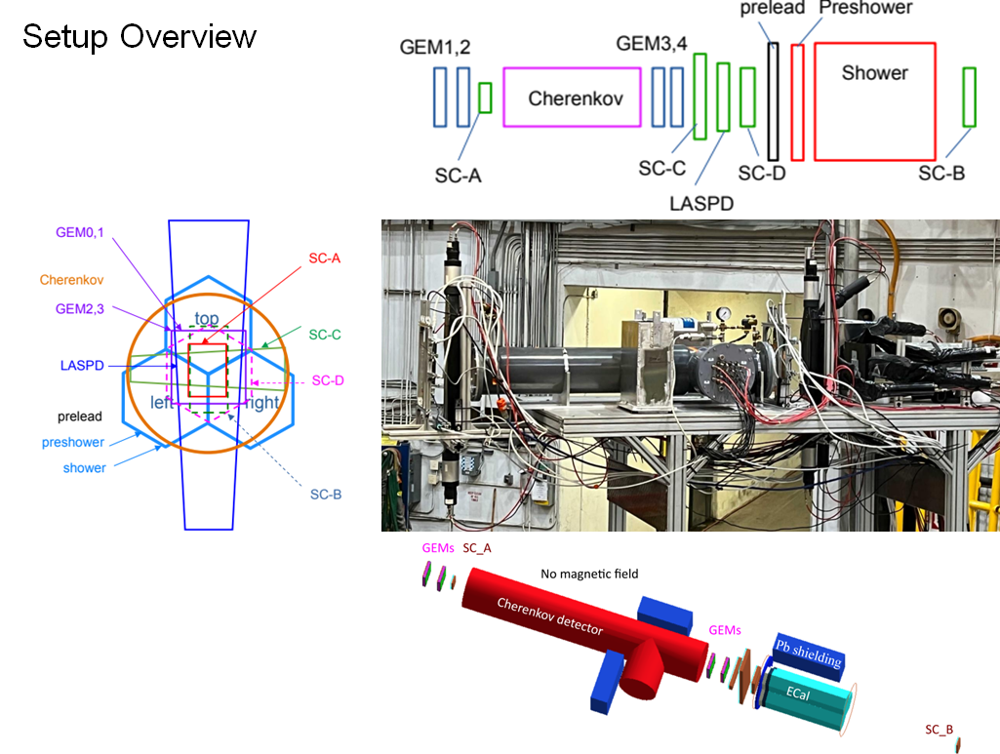 Setup Overview
prelead
Preshower
GEM1,2
GEM3,4
Cherenkov
Shower
SC-A
SC-C
SC-D
SC-B
LASPD
GEM0,1
Cherenkov
GEM2,3
LASPD
prelead
preshower
shower
top
left
right
SC-A
SC-C
SC-D
SC-B
GEMs
SC_A
No magnetic field
Cherenkov detector
GEMs
Pb shielding
ECal
SC_B